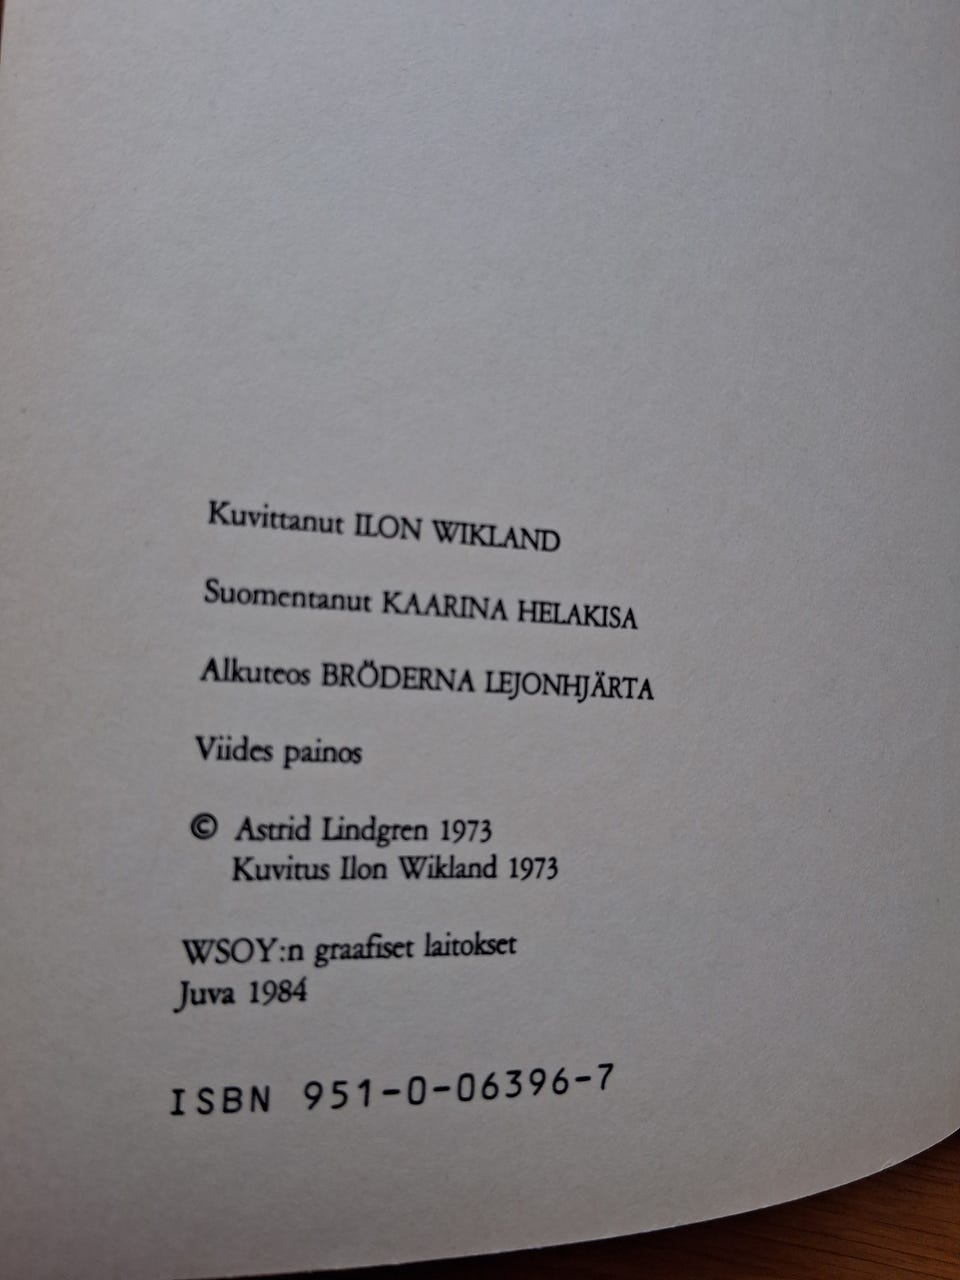 Kuvittanut ILON WIKLAND
Suomentanut KAARINA HELAKISA
Alkuteos BRÖDERNA LEJONHJÄRTA
Viides painos
© Astrid Lindgren 1973
Kuvitus Ilon Wikland 1973
WSOY:n graafiset laitokset
Juva 1984
ISBN 951-0-06396-7